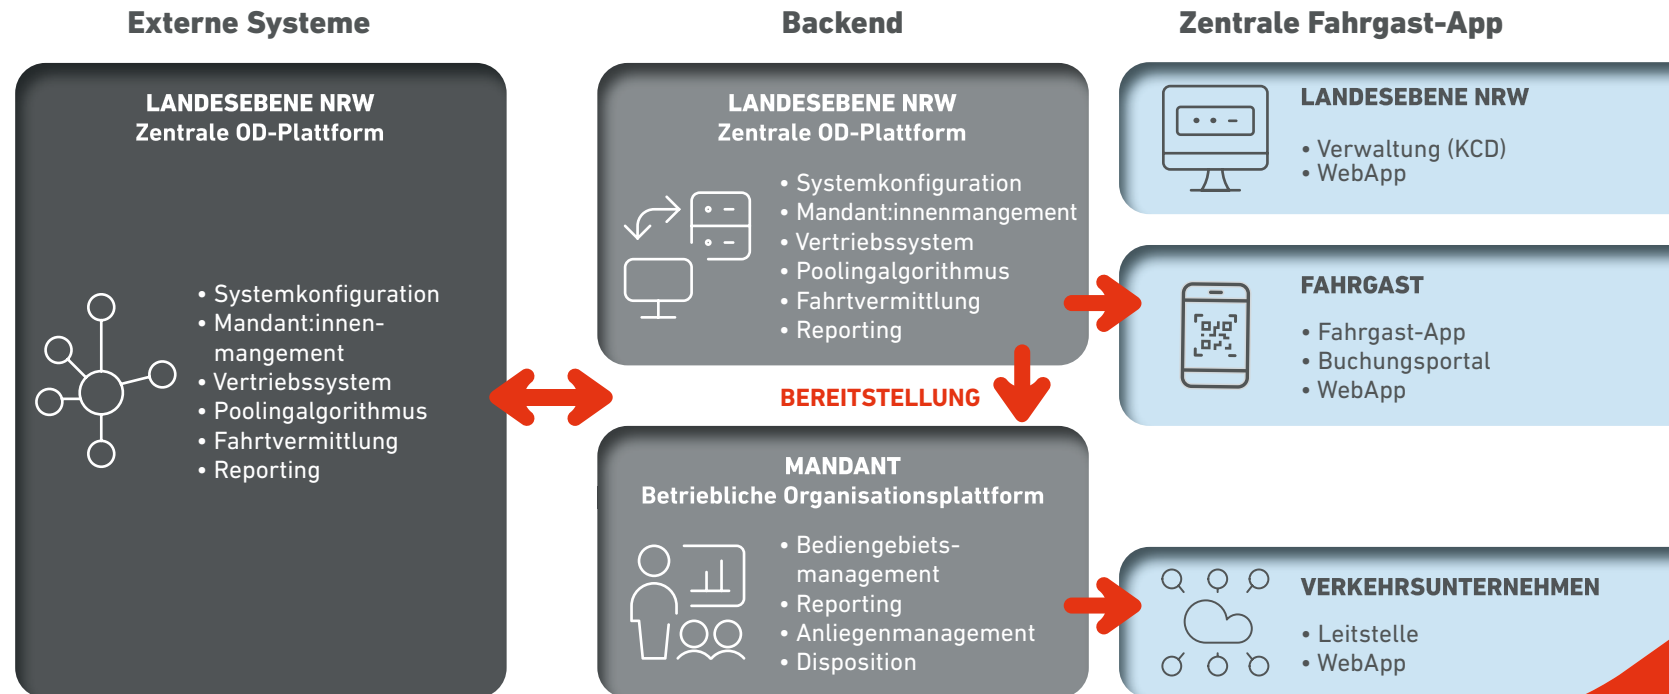 Externe Systeme
LANDESEBENE NRW
Zentrale OD-Plattform
• Systemkonfiguration
• Mandant:innen-
mangement
• Vertriebssystem
• Poolingalgorithmus
• Fahrtvermittlung
• Reporting
Backend
LANDESEBENE NRW
Zentrale OD-Plattform
• Systemkonfiguration
• Mandant:innenmangement
• Vertriebssystem
• Poolingalgorithmus
• Fahrtvermittlung
• Reporting
BEREITSTELLUNG
MANDANT
Betriebliche Organisationsplattform
• Bediengebiets-
management
• Reporting
• Anliegenmanagement
• Disposition
Zentrale Fahrgast-App
LANDESEBENE NRW
• Verwaltung (KCD)
• WebApp
FAHRGAST
• Fahrgast-App
• Buchungsportal
• WebApp
VERKEHRSUNTERNEHMEN
• Leitstelle
• WebApp